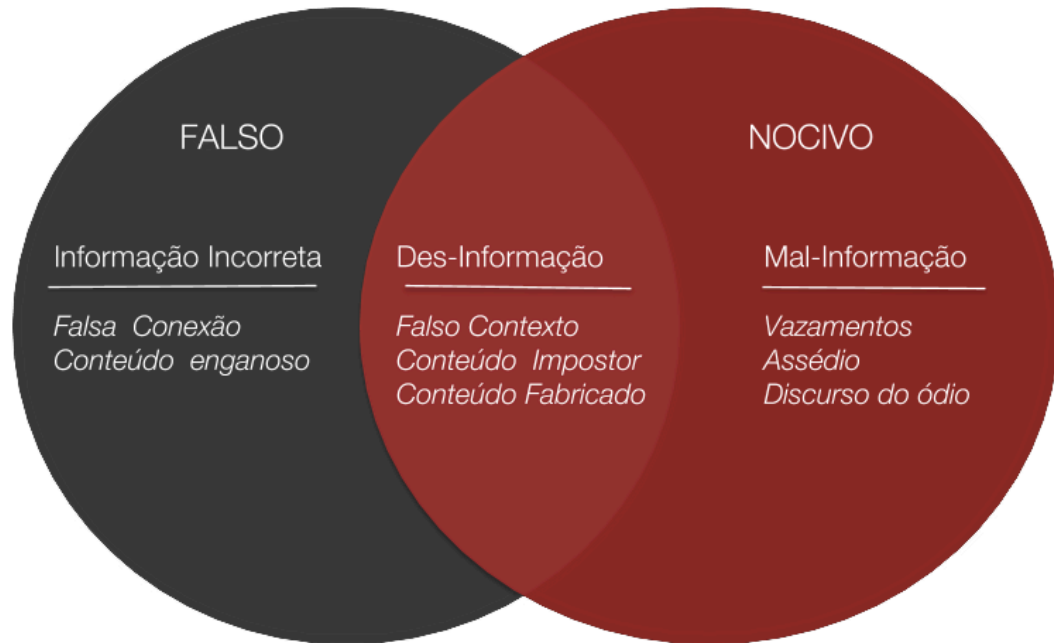 FALSO
NOCIVO
Informação Incorreta
Falsa Conexão
Conteúdo enganoso
Des-Informação
Falso Contexto
Conteúdo Impostor
Conteúdo Fabricado
Mal-Informação
Vazamentos
Assédio
Discurso do ódio